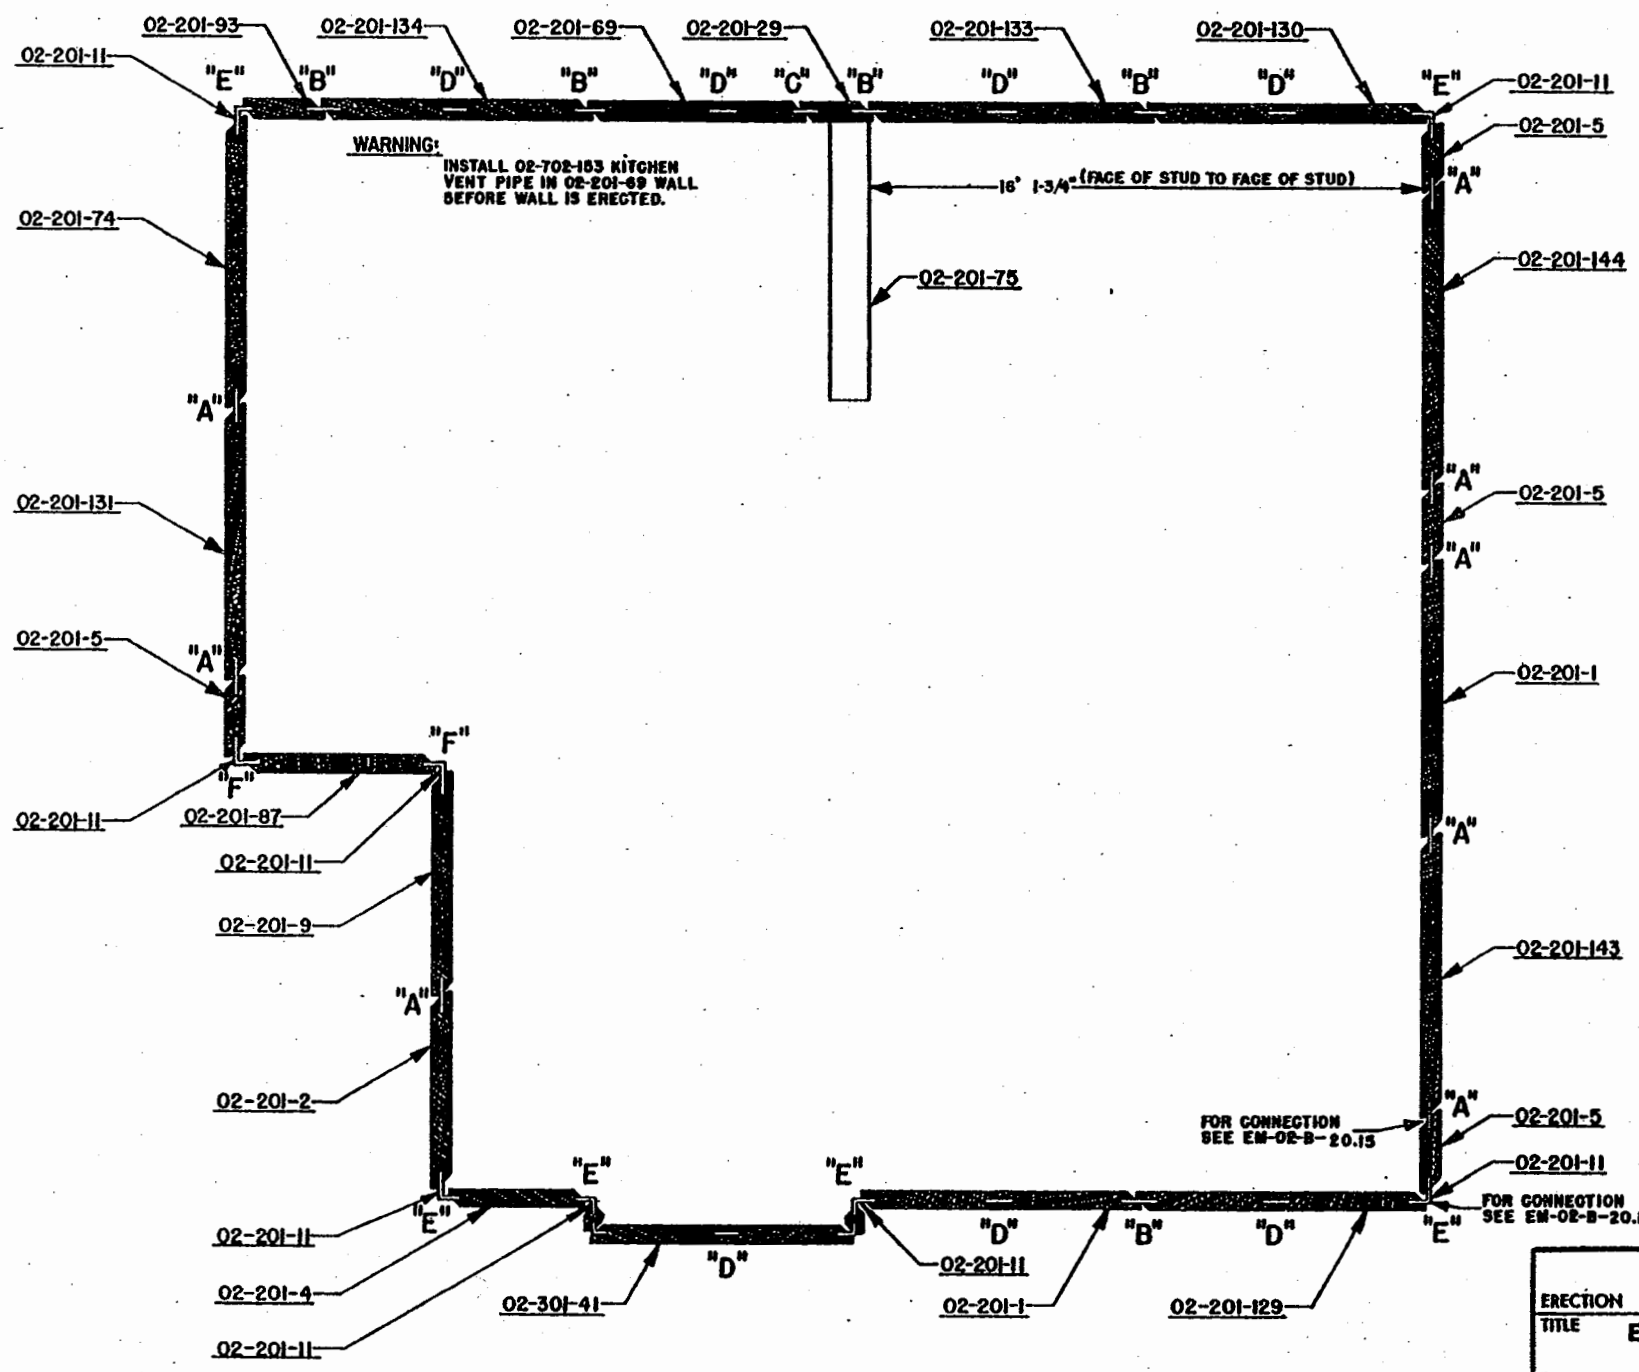 02-201-93
02-201-134
02-201-69
02-201-29
02-201-133
02-201-130
02-201-11
"E"
"B"
"D"
"B"
"D"
"C"
"B"
"D"
"B"
"D"
"E"
02-201-11
02-201-5
"A"
WARNING:
INSTALL 02-702-183 KITCHEN
VENT PIPE IN 02-201-69 WALL
BEFORE WALL IS ERECTED.
16' 1-3/4" (FACE OF STUD TO FACE OF STUD)
02-201-74
02-201-144
02-201-75
"A"
"A"
02-201-131
02-201-5
"A"
02-201-5
"A"
02-201-1
"F"
"F"
02-201-11
02-201-87
"A"
02-201-11
02-201-9
02-201-143
"A"
02-201-2
"A"
02-201-5
FOR CONNECTION
SEE EM-02-B-20.15
"E"
"E"
02-201-11
"E"
FOR CONNECTION
SEE EM-02-B-20.
"D"
"B"
"D"
"E"
02-201-11
"D"
02-201-11
02-201-4
02-301-41
02-201-1
02-201-129
02-201-11
ERECTION
TITLE